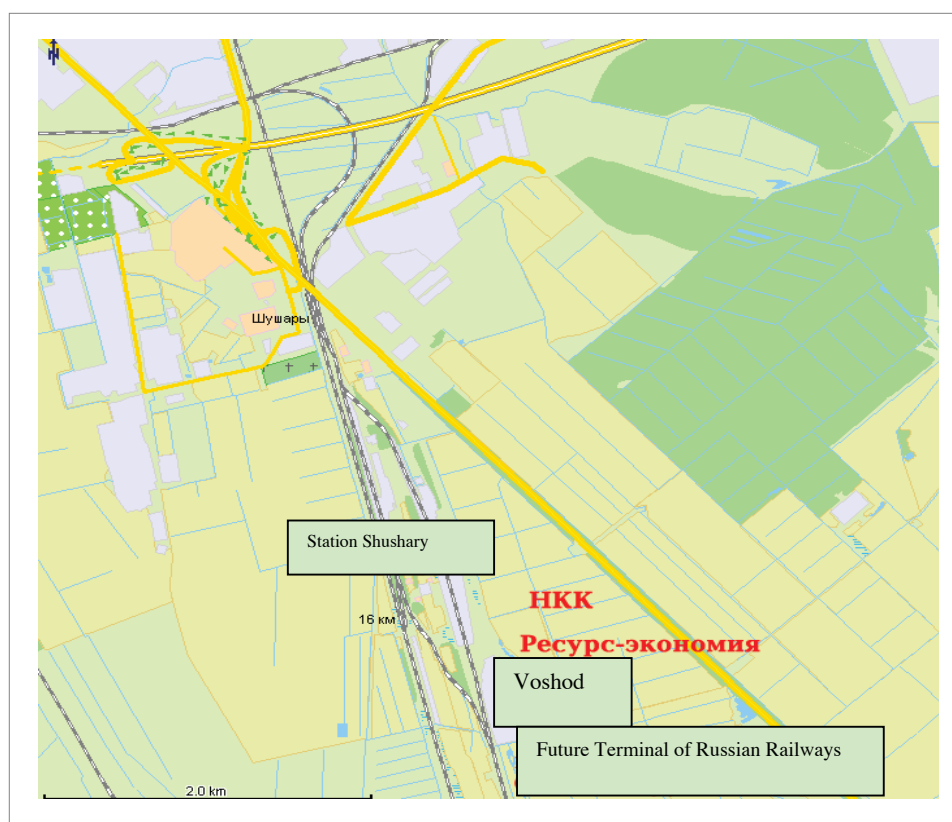 N
Шушары
Station Shushary
НКК
16 км
Ресурс-экономия
Voshod
Future Terminal of Russian Railways
2.0 km